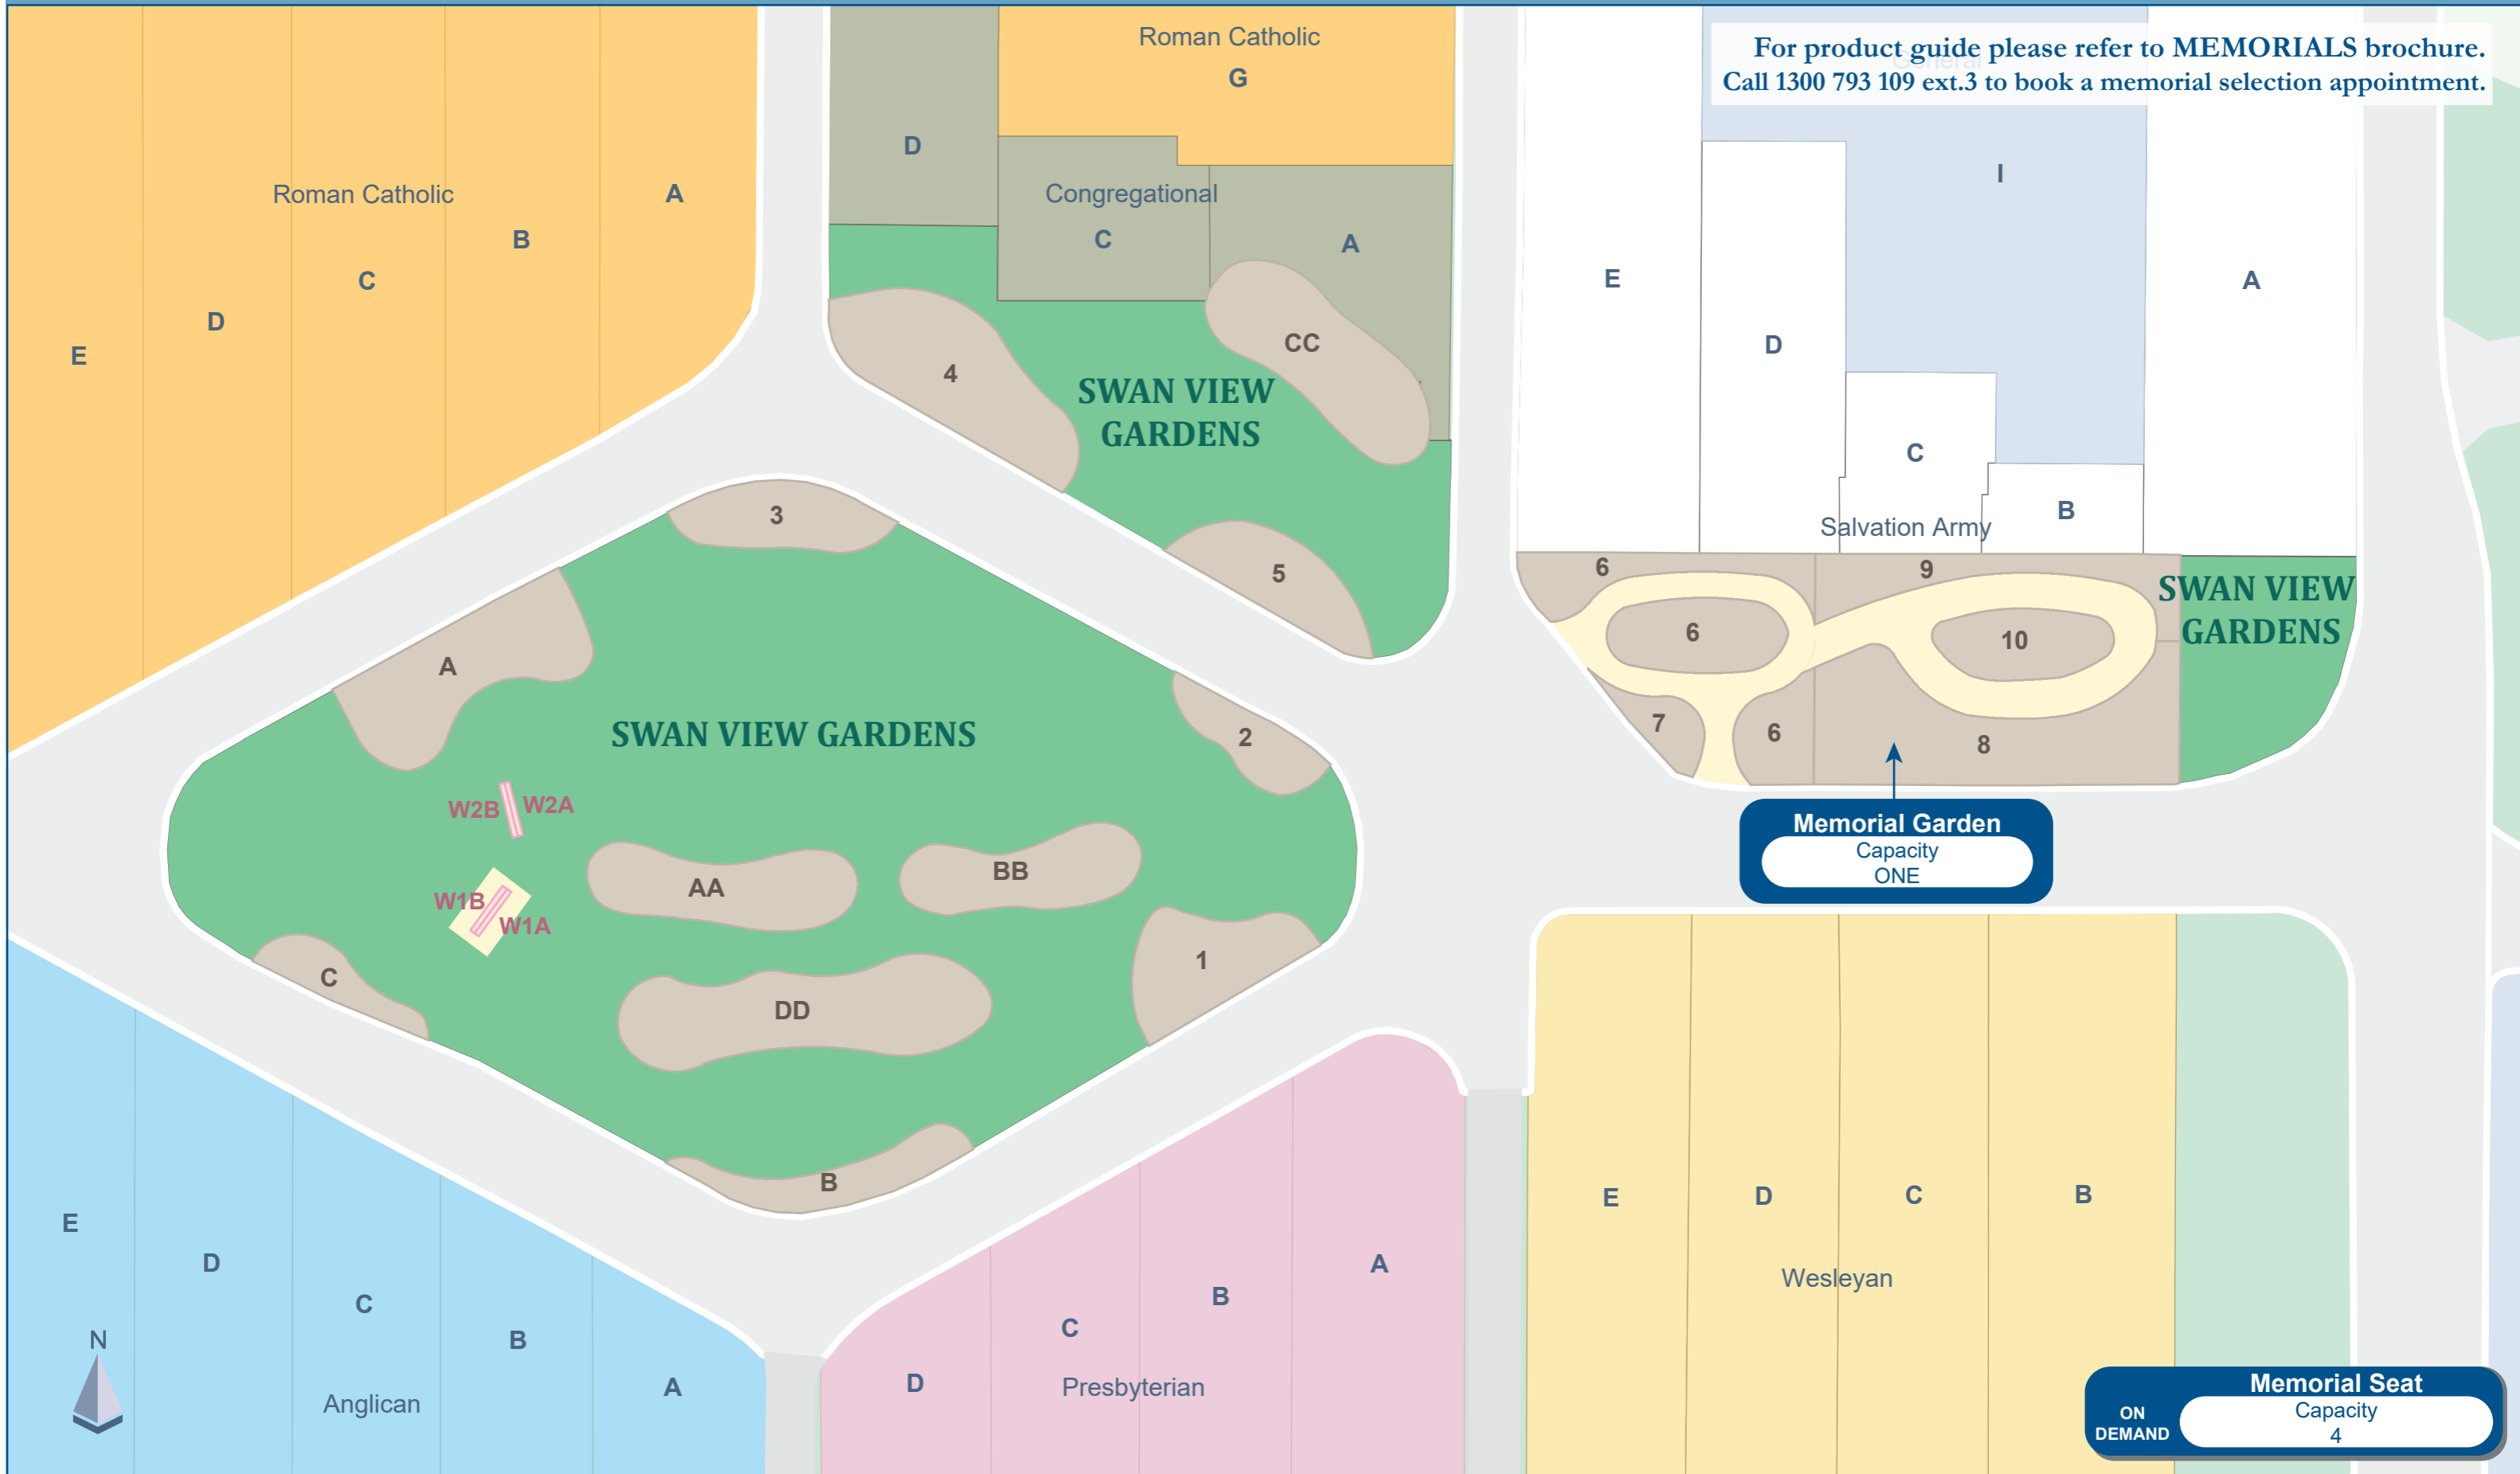 For product guide please refer to MEMORIALS brochure.
Call 1300 793 109 ext.3 to book a memorial selection appointment.
General
Roman Catholic
G
D
Congregational
C
A
Roman Catholic
A
B
C
D
E
4
CC
SWAN VIEW
GARDENS
5
I
E
D
A
C
B
Salvation Army
6
9
6
10
7
6
8
SWAN VIEW
GARDENS
Memorial Garden
Capacity
ONE
3
A
2
SWAN VIEW GARDENS
W2B
W2A
W1B
W1A
AA
BB
C
DD
1
B
E
D
C
B
A
Anglican
N
A
B
C
D
Presbyterian
E
D
C
B
Wesleyan
Memorial Seat
ON
DEMAND
Capacity
4